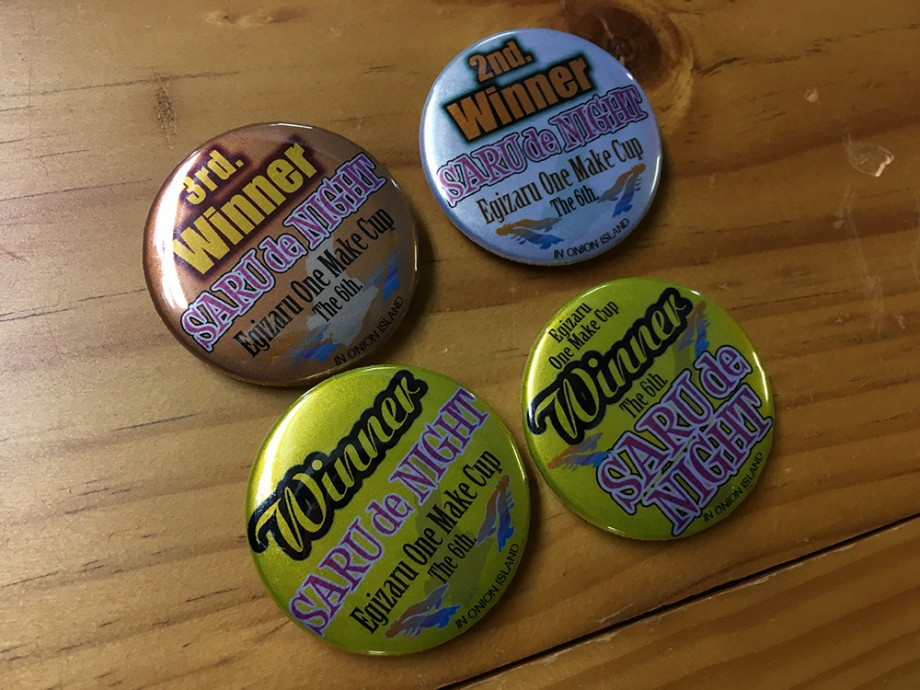 2nd.
Winner
SARU de NIGHT
Egizaru One Make Cup
The 6th.
IN ONION ISLAND
3rd.
Winner
SARU de NIGHT
Egizaru One Make Cup
The 6th.
IN ONION ISLAND
Egizaru
One Make Cup
Winner
The 6th.
SARU de
NIGHT
IN ONION ISLAND
Winner
SARU de NIGHT
Egizaru One Make Cup
The 6th.
IN ONION ISLAND